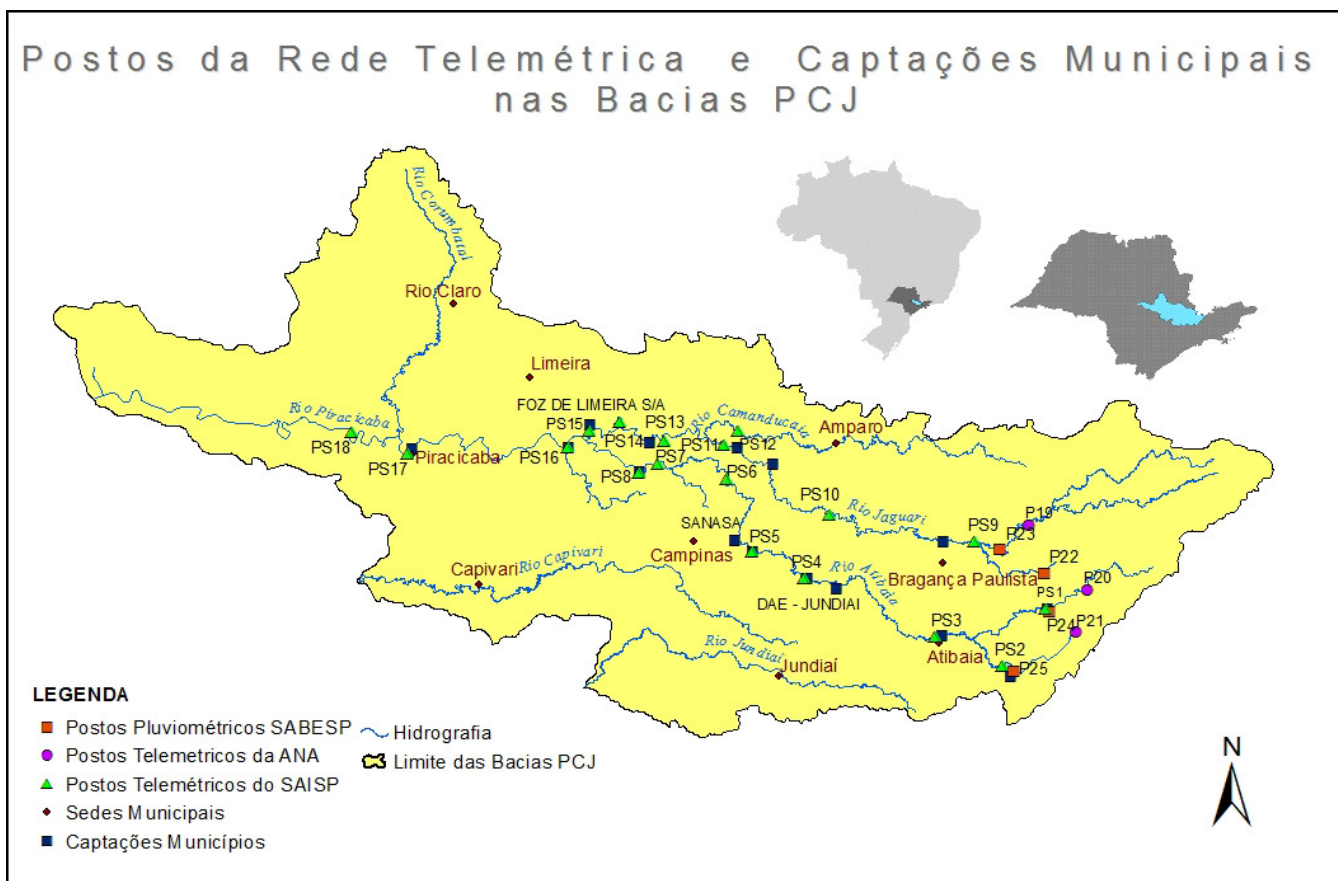 Postos da Rede Telemétrica e Captações Municipais
nas Bacias PCJ
Rio Corumbataí
Rio Claro
Limeira
Rio Piracicaba
FOZ DE LIMEIRA S/A
Rio Camanducaia
Amparo
PS18
PS17
Piracicaba
PS16
PS15
PS14
PS13
PS11
PS12
PS8
PS7
PS6
PS10
Rio Jaguari
PS9
P19
P23
SANASA
Campinas
PS5
PS4
Rio Atibaia
Bragança Paulista
P22
P20
Capivari
Rio Capivari
DAE - JUNDIAI
PS1
P24
P21
PS3
Atibaia
PS2
P25
Rio Jundiaí
Jundiaí
LEGENDA
Postos Pluviométricos SABESP
Postos Telemetricos da ANA
Postos Telemétricos do SAISP
Sedes Municipais
Captações Municípios
Hidrografia
Limite das Bacias PCJ
N